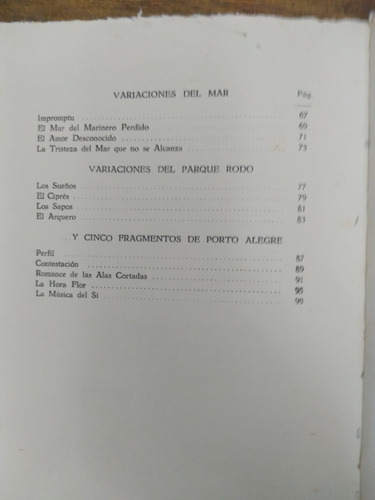 VARIACIONES DEL MAR Pág.
Impromptu 67
El Mar del Marinero Perdido 69
El Amor Desconocido 71
La Tristeza del Mar que no se Alcanza 73
VARIACIONES DEL PARQUE RODO
Los Sueños 77
El Ciprés 79
Los Sapos 81
El Arquero 83
...Y CINCO FRAGMENTOS DE PORTO ALEGRE
Perfil 87
Contestación 89
Romance de las Alas Cortadas 91
La Hora Flor 95
La Música del Sí 99